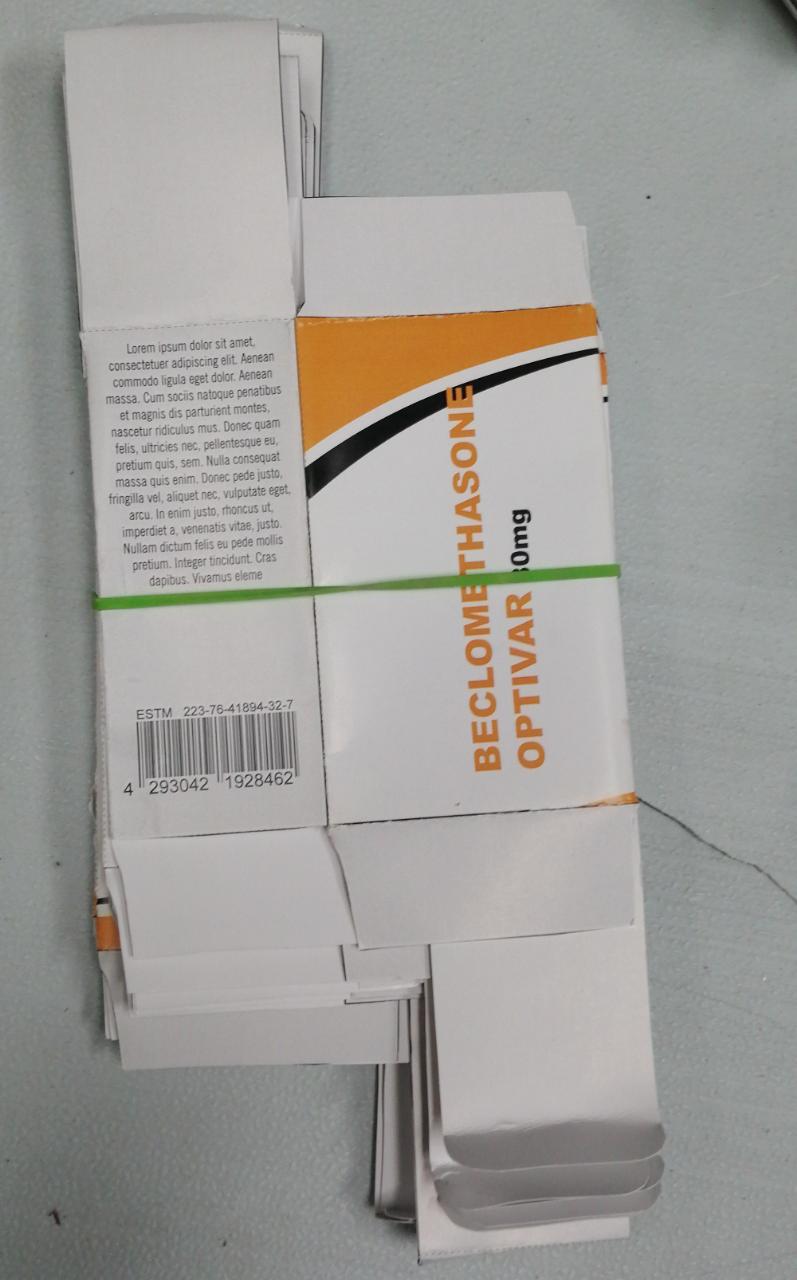 Lorem ipsum dolor sit amet,
consectetuer adipiscing elit. Aenean
commodo ligula eget dolor. Aenean
massa. Cum sociis natoque penatibus
et magnis dis parturient montes,
nascetur ridiculus mus. Donec quam
felis, ultricies nec, pellentesque eu,
pretium quis, sem. Nulla consequat
massa quis enim. Donec pede justo,
fringilla vel, aliquet nec, vulputate eget,
arcu. In enim justo, rhoncus ut,
imperdiet a, venenatis vitae, justo.
Nullam dictum felis eu pede mollis
pretium. Integer tincidunt. Cras
dapibus. Vivamus eleme
ESTM 223-76-41894-32-7
4 293042 1928462
BECLOMETHASONE
OPTIVAR